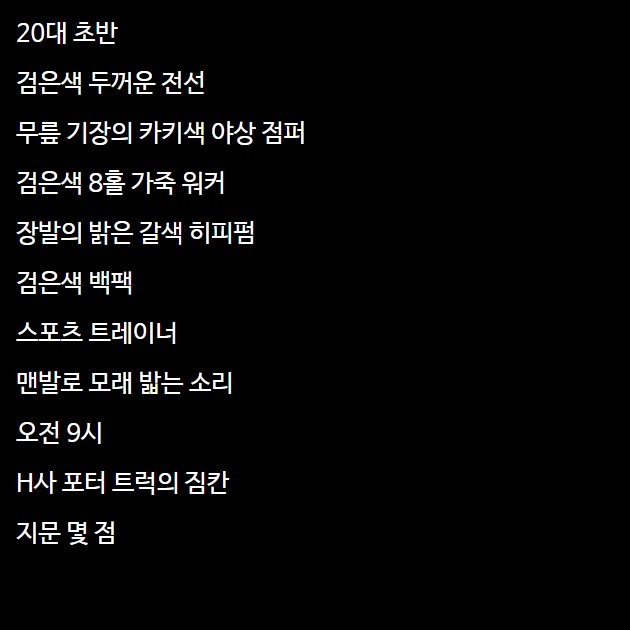 20대 초반
검은색 두꺼운 전선
무릎 기장의 카키색 야상 점퍼
검은색 8홀 가죽 워커
장발의 밝은 갈색 히피펌
검은색 백팩
스포츠 트레이너
맨발로 모래 밟는 소리
오전 9시
H사 포터 트럭의 짐칸
지문 몇 점